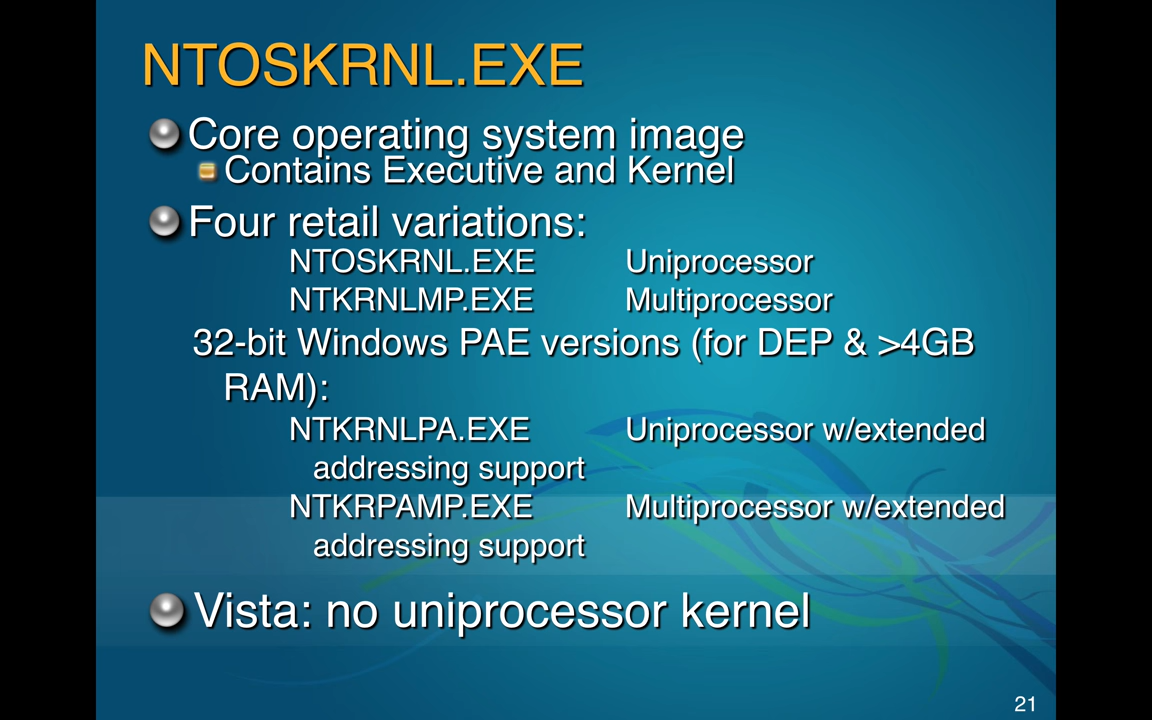 NTOSKRNL.EXE
Core operating system image
Contains Executive and Kernel
Four retail variations:
NTOSKRNL.EXE Uniprocessor
NTKRNLMP.EXE Multiprocessor
32-bit Windows PAE versions (for DEP & >4GB
RAM):
NTKRNLPA.EXE Uniprocessor w/extended
addressing support
NTKRPAMP.EXE Multiprocessor w/extended
addressing support
Vista: no uniprocessor kernel
21